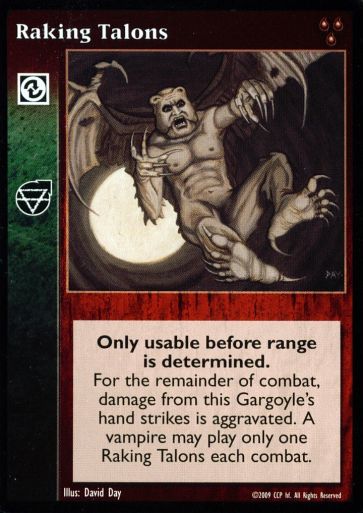 Raking Talons
DAY.
Only usable before range
is determined.
For the remainder of combat,
damage from this Gargoyle's
hand strikes is aggravated. A
vampire may play only one
Raking Talons each combat.
Illus: David Day
©2009 CCP hf. All Rights Reserved